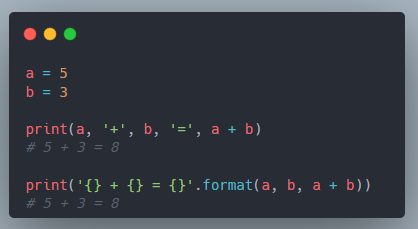 a = 5
b = 3
print(a, '+', b, '=', a + b)
# 5 + 3 = 8
print('{} + {} = {}'.format(a, b, a + b))
# 5 + 3 = 8